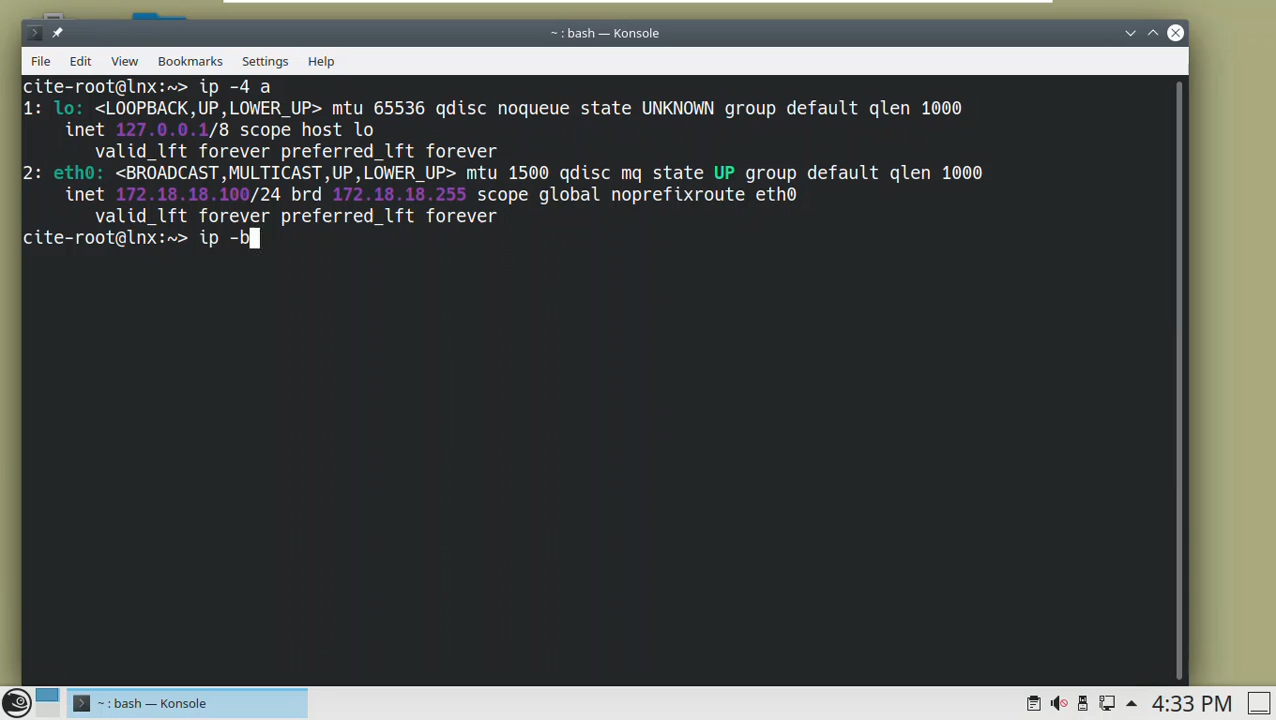 ~ : bash — Konsole
File Edit View Bookmarks Settings Help
cite-root@lnx:~> ip -4 a
1: lo: <LOOPBACK,UP,LOWER_UP> mtu 65536 qdisc noqueue state UNKNOWN group default qlen 1000
    inet 127.0.0.1/8 scope host lo
       valid_lft forever preferred_lft forever
2: eth0: <BROADCAST,MULTICAST,UP,LOWER_UP> mtu 1500 qdisc mq state UP group default qlen 1000
    inet 172.18.18.100/24 brd 172.18.18.255 scope global noprefixroute eth0
       valid_lft forever preferred_lft forever
cite-root@lnx:~> ip -b
~ : bash — Konsole
4:33 PM